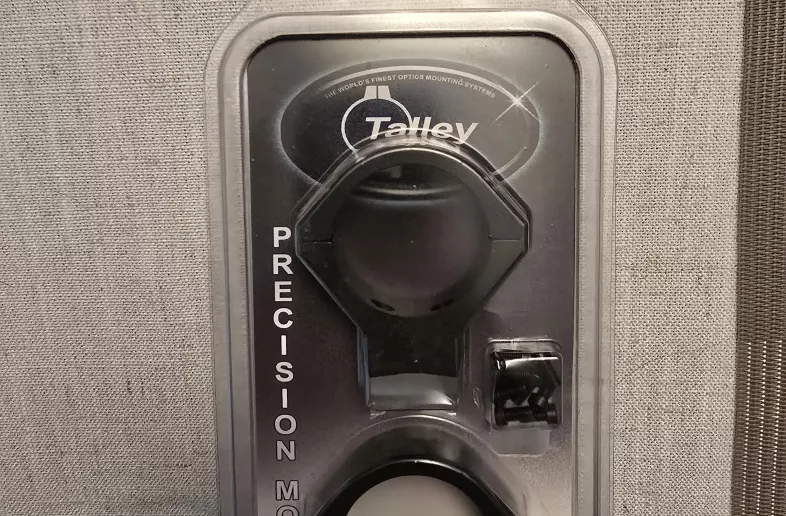 THE WORLD'S FINEST OPTICS MOUNTING SYSTEMS
Talley
PRECISION MO